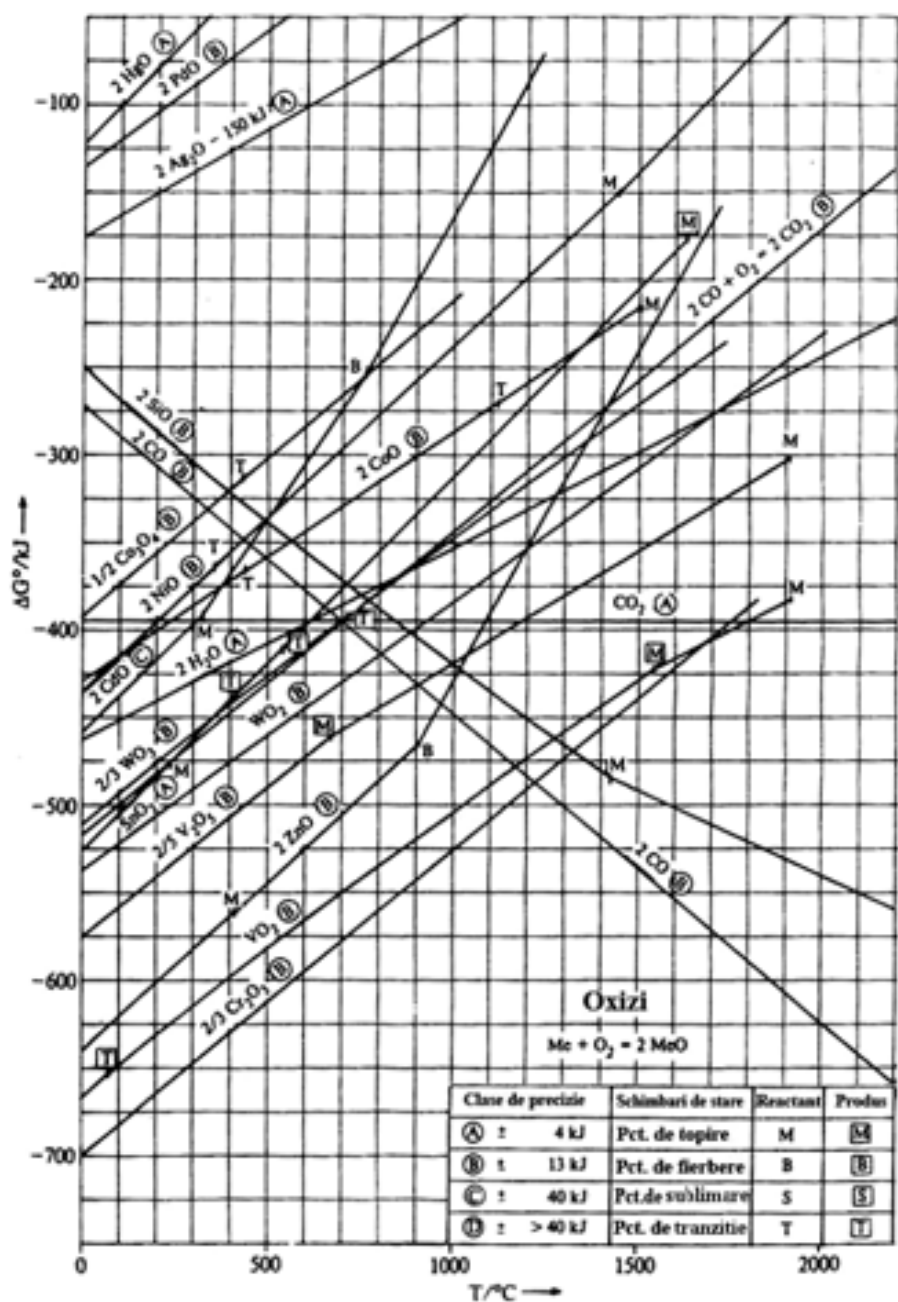 2 HgO Ⓐ
2 PdO Ⓑ
-100
2 Ag₂O - 150 kJ Ⓐ
M
M
2 CO + O₂ = 2 CO₂ Ⓑ
-200
M
B
T
2 SiO Ⓑ
2 CO Ⓑ
-300
T
2 CoO Ⓑ
M
1/2 Co₃O₄ Ⓑ
ΔG°/kJ
T
2 NiO Ⓑ
T
M
CO₂ Ⓐ
-400
M
T
T
2 CdO Ⓒ
2 H₂O Ⓐ
T
M
WO₂ Ⓑ
M
2/3 WO₃ Ⓑ
M
B
M
-500
SnO₂ Ⓐ
2/5 V₂O₅ Ⓑ
2 ZnO Ⓑ
2 CO Ⓑ
M
VO₂ Ⓑ
-600
2/3 Cr₂O₃ Ⓑ
Oxizi
Me + O₂ = 2 MeO
T
Clase de precizie Schimbari de stare Reactant Produs
Ⓐ ± 4 kJ Pct. de topire M M
-700
Ⓑ ± 13 kJ Pct. de fierbere B B
Ⓒ ± 40 kJ Pct.de sublimare S S
Ⓓ ± > 40 kJ Pct. de tranzitie T T
0 500 1000 1500 2000
T/°C